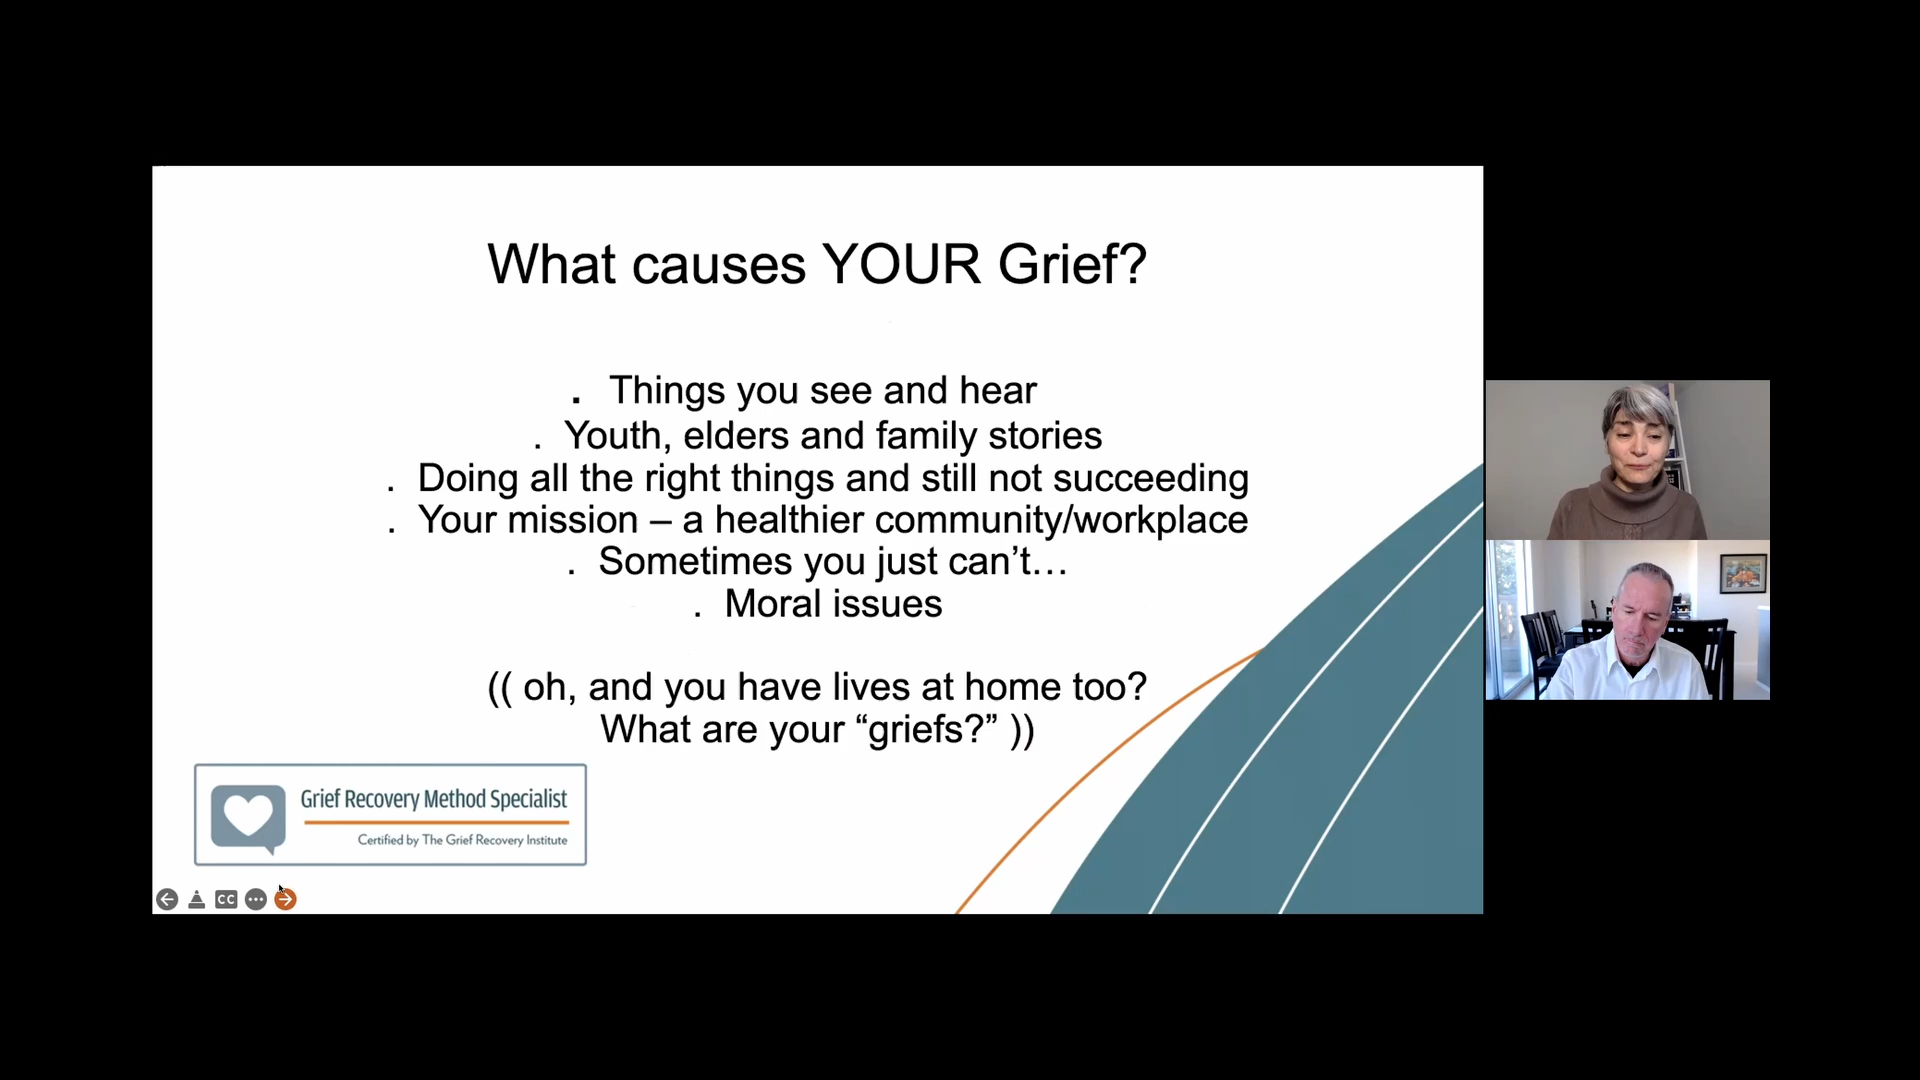 What causes YOUR Grief?
. Things you see and hear
. Youth, elders and family stories
. Doing all the right things and still not succeeding
. Your mission – a healthier community/workplace
. Sometimes you just can’t…
. Moral issues
(( oh, and you have lives at home too?
What are your “griefs?” ))
Grief Recovery Method Specialist
Certified by The Grief Recovery Institute
CC